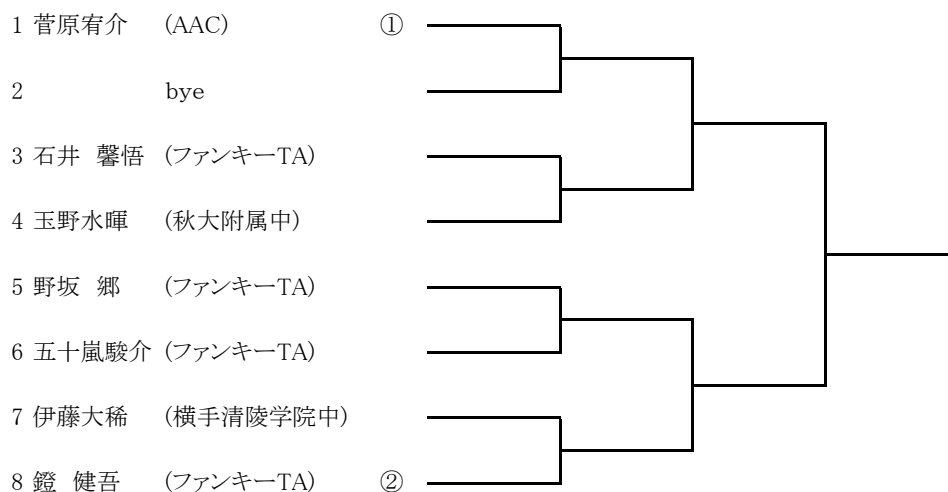 1 菅原宥介 (AAC) ①
2 bye
3 石井 馨悟 (ファンキーTA)
4 玉野水暉 (秋大附属中)
5 野坂 郷 (ファンキーTA)
6 五十嵐駿介 (ファンキーTA)
7 伊藤大稀 (横手清陵学院中)
8 鐙 健吾 (ファンキーTA) ②